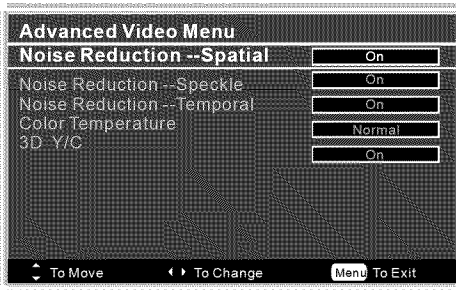 Advanced Video Menu
Noise Reduction --Spatial On
Noise Reduction --Speckle On
Noise Reduction --Temporal On
Color Temperature Normal
3D Y/C On
To Move To Change Menu To Exit